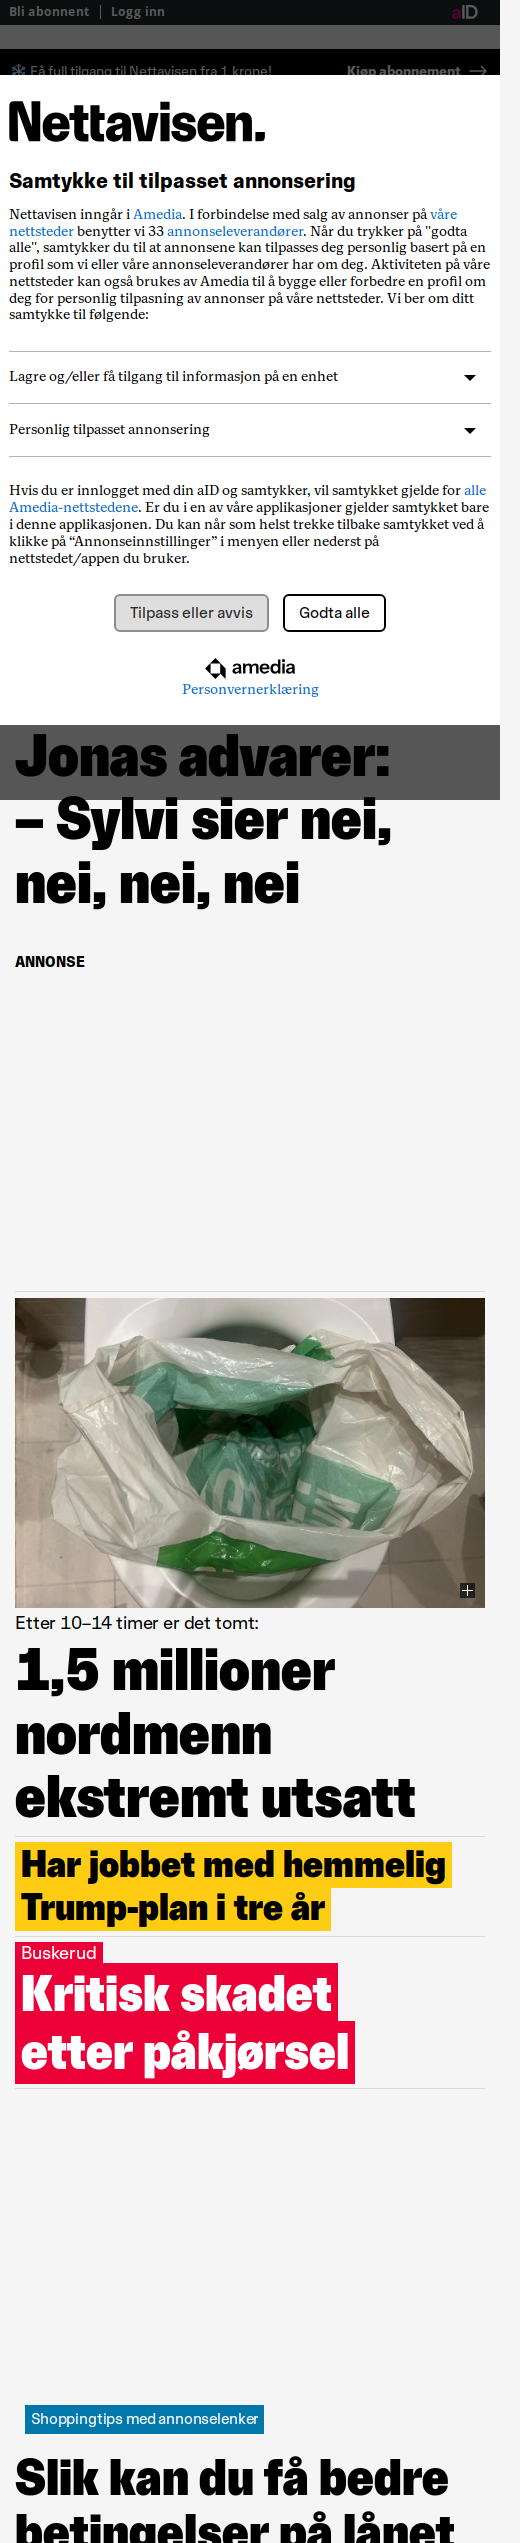 Bli abonnent | Logg inn
aID
Få full tilgang til Nettavisen fra 1 krone!
Kjøp abonnement →
Nettavisen.
Samtykke til tilpasset annonsering
Nettavisen inngår i Amedia. I forbindelse med salg av annonser på våre
nettsteder benytter vi 33 annonseleverandører. Når du trykker på "godta
alle", samtykker du til at annonsene kan tilpasses deg personlig basert på en
profil som vi eller våre annonseleverandører har om deg. Aktiviteten på våre
nettsteder kan også brukes av Amedia til å bygge eller forbedre en profil om
deg for personlig tilpasning av annonser på våre nettsteder. Vi ber om ditt
samtykke til følgende:
Lagre og/eller få tilgang til informasjon på en enhet
Personlig tilpasset annonsering
Hvis du er innlogget med din aID og samtykker, vil samtykket gjelde for alle
Amedia-nettstedene. Er du i en av våre applikasjoner gjelder samtykket bare
i denne applikasjonen. Du kan når som helst trekke tilbake samtykket ved å
klikke på “Annonseinnstillinger” i menyen eller nederst på
nettstedet/appen du bruker.
Tilpass eller avvis
Godta alle
amedia
Personvernerklæring
Jonas advarer:
– Sylvi sier nei,
nei, nei, nei
ANNONSE
Etter 10–14 timer er det tomt:
1,5 millioner
nordmenn
ekstremt utsatt
Har jobbet med hemmelig
Trump-plan i tre år
Buskerud
Kritisk skadet
etter påkjørsel
Shoppingtips med annonselenker
Slik kan du få bedre
betingelser på lånet